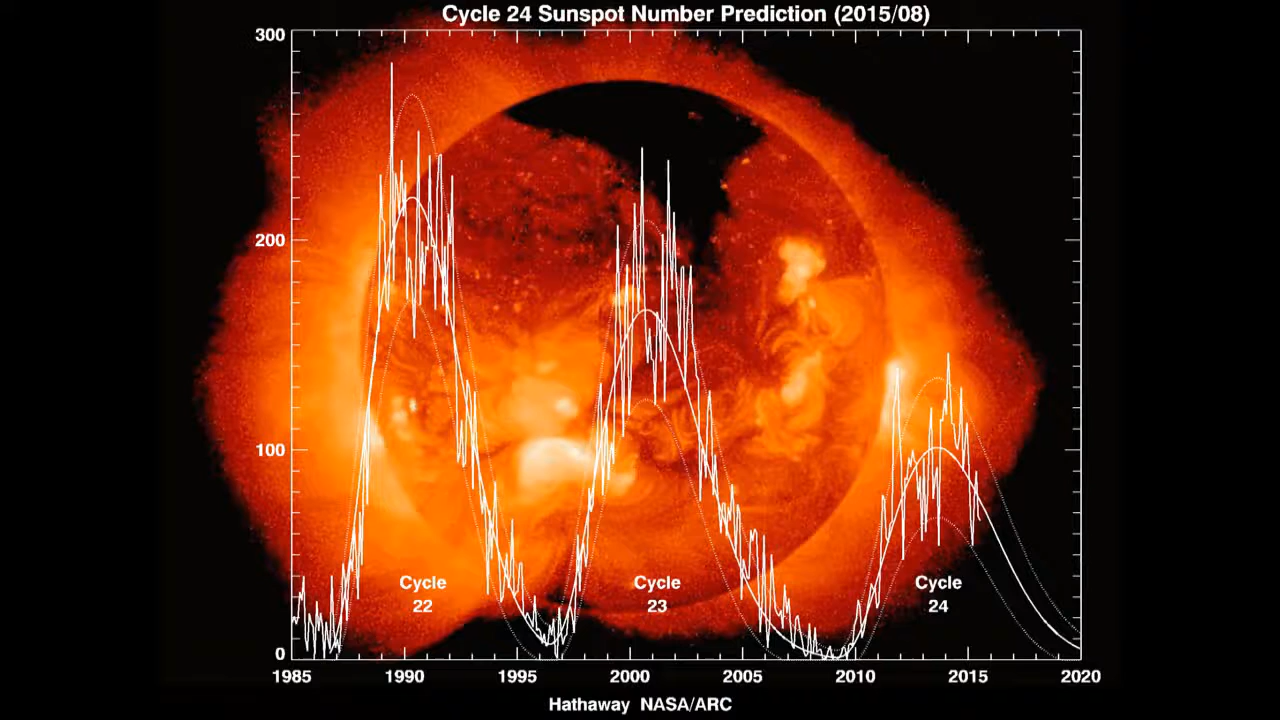 Cycle 24 Sunspot Number Prediction (2015/08)
300
200
100
0
Cycle
22
Cycle
23
Cycle
24
1985 1990 1995 2000 2005 2010 2015 2020
Hathaway NASA/ARC